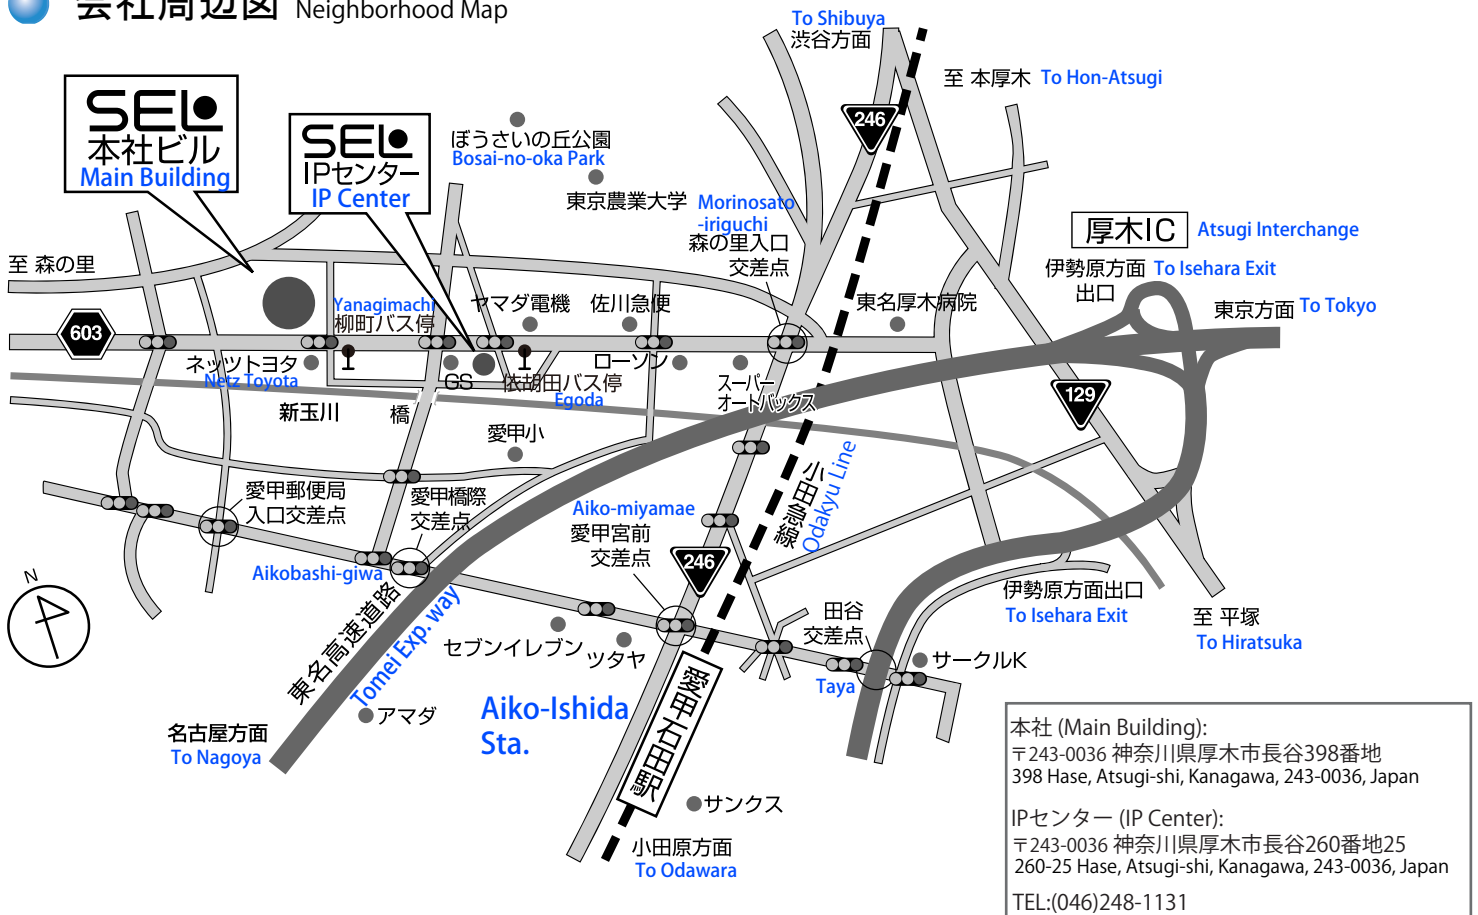 会社周辺図 Neighborhood Map
To Shibuya
渋谷方面
至 本厚木 To Hon-Atsugi
SEL
本社ビル
Main Building
SEL
IPセンター
IP Center
ぼうさいの丘公園
Bosai-no-oka Park
東京農業大学
246
Morinosato
-iriguchi
森の里入口
交差点
厚木IC Atsugi Interchange
伊勢原方面 To Isehara Exit
出口
東京方面 To Tokyo
至 森の里
603
Yanagimachi
柳町バス停
ヤマダ電機
佐川急便
東名厚木病院
ネッツトヨタ
Netz Toyota
GS
依胡田バス停
Egoda
ローソン
スーパー
オートバックス
129
新玉川
橋
愛甲小
小田急線
Odakyu Line
愛甲郵便局
入口交差点
愛甲橋際
交差点
Aikobashi-giwa
Aiko-miyamae
愛甲宮前
交差点
246
東名高速道路
Tomei Exp. way
セブンイレブン
ツタヤ
田谷
交差点
Taya
サークルK
伊勢原方面出口
To Isehara Exit
至 平塚
To Hiratsuka
N
アマダ
名古屋方面
To Nagoya
Aiko-Ishida
Sta.
愛甲石田駅
サンクス
小田原方面
To Odawara
本社 (Main Building):
〒243-0036 神奈川県厚木市長谷398番地
398 Hase, Atsugi-shi, Kanagawa, 243-0036, Japan
IPセンター (IP Center):
〒243-0036 神奈川県厚木市長谷260番地25
260-25 Hase, Atsugi-shi, Kanagawa, 243-0036, Japan
TEL:(046)248-1131